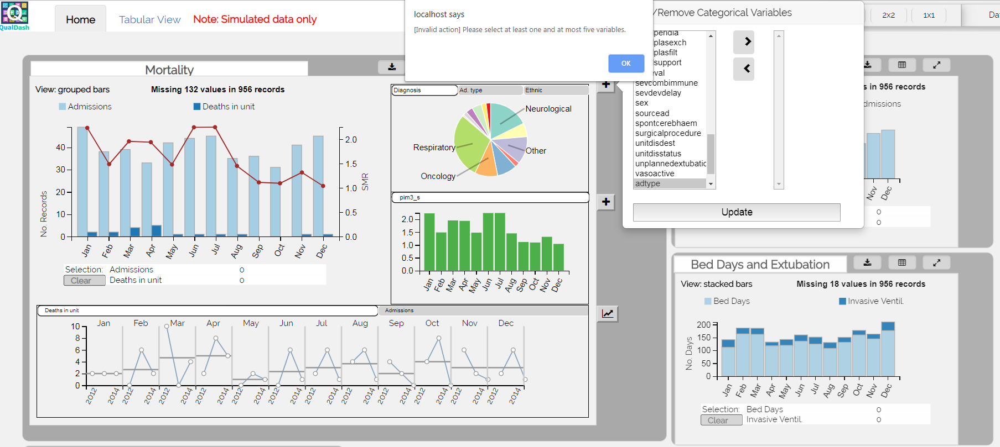 Q
QualDash
Home
Tabular View
Note: Simulated data only
localhost says
[Invalid action] Please select at least one and at most five variables.
OK
/Remove Categorical Variables
2x2
1x1
Da
peridia
plasexch
plasfilt
support
eval
sevcombimmune
sevdevdelay
sex
sourcead
spontcerebhaem
surgicalprocedure
unitdisdest
unitdisstatus
unplannedextubatic
vasoactive
adtype
Update
Mortality
View: grouped bars
Missing 132 values in 956 records
Admissions
Deaths in unit
No. Records
40
30
20
10
0
2.0
1.5
1.0
0.5
0.0
SMR
Jan Feb Mar Apr May Jun Jul Aug Sep Oct Nov Dec
Selection: Admissions 0
Clear Deaths in unit 0
Diagnosis
Ad. type
Ethnic
Neurological
Respiratory
Other
Oncology
pim3_s
2.0
1.5
1.0
0.5
0.0
Jan Feb Mar Apr May Jun Jul Aug Sep Oct Nov Dec
Deaths in unit
Admissions
Jan Feb Mar Apr May Jun Jul Aug Sep Oct Nov Dec
10
8
6
4
2
0
2012 2014 2012 2014 2012 2014 2012 2014 2012 2014 2012 2014 2012 2014 2012 2014 2012 2014 2012 2014 2012 2014 2012 2014
s in 956 records
dmissions
Nov Dec
0
0
Bed Days and Extubation
View: stacked bars
Missing 18 values in 956 records
Bed Days
Invasive Ventil.
No. Days
200
150
100
50
0
Jan Feb Mar Apr May Jun Jul Aug Sep Oct Nov Dec
Selection: Bed Days 0
Clear Invasive Ventil. 0